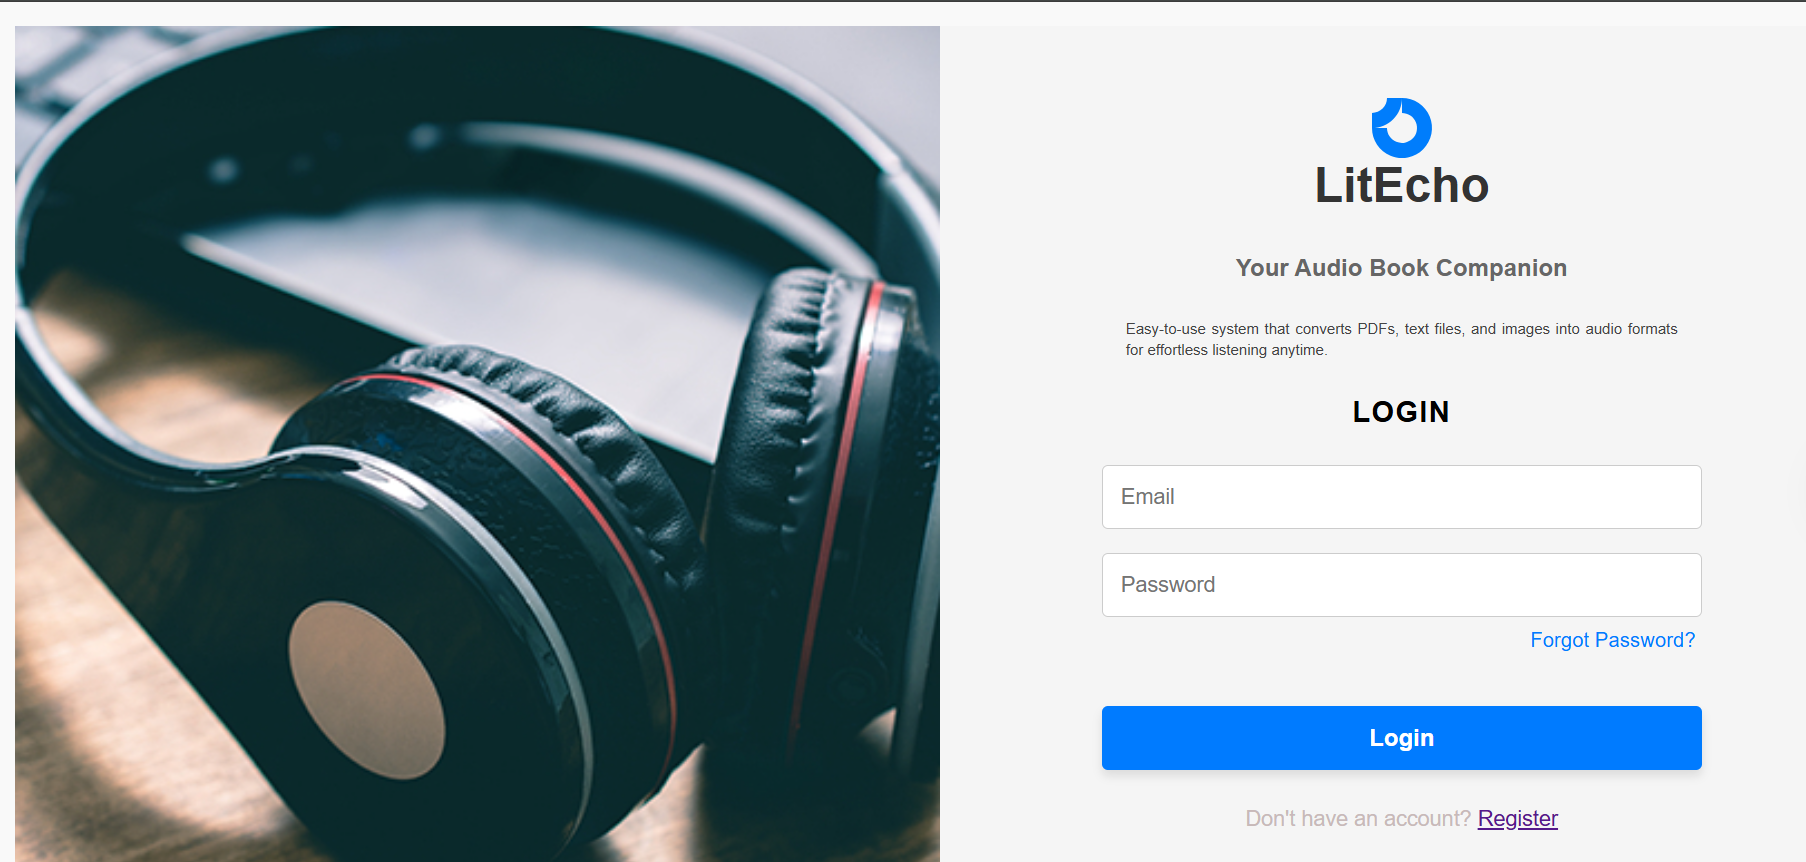 LitEcho
Your Audio Book Companion
Easy-to-use system that converts PDFs, text files, and images into audio formats
for effortless listening anytime.
LOGIN
Email
Password
Forgot Password?
Login
Don't have an account? Register